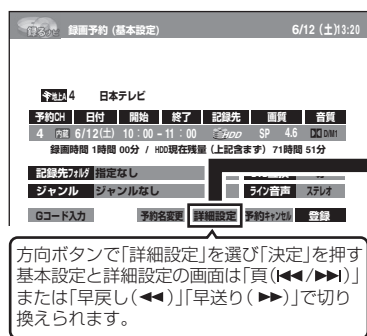 録画予約 (基本設定) 6/12 (土)13:20
地上A 4 日本テレビ
予約CH 日付 開始 終了 記録先 画質 音質
4 内蔵 6/12(土) 10:00 - 11:00 HDD SP 4.6 DD D/M1
録画時間 1時間 00分 / HDD現在残量 (上記含まず) 71時間 51分
記録先フォルダ 指定なし
ジャンル ジャンルなし ライン音声 ステレオ
Gコード入力 予約名変更 詳細設定 予約キャンセル 登録
方向ボタンで「詳細設定」を選び「決定」を押す
基本設定と詳細設定の画面は「頁(⏮/⏭)」
または「早戻し(◀◀)」「早送り(▶▶)」で切り
換えられます。